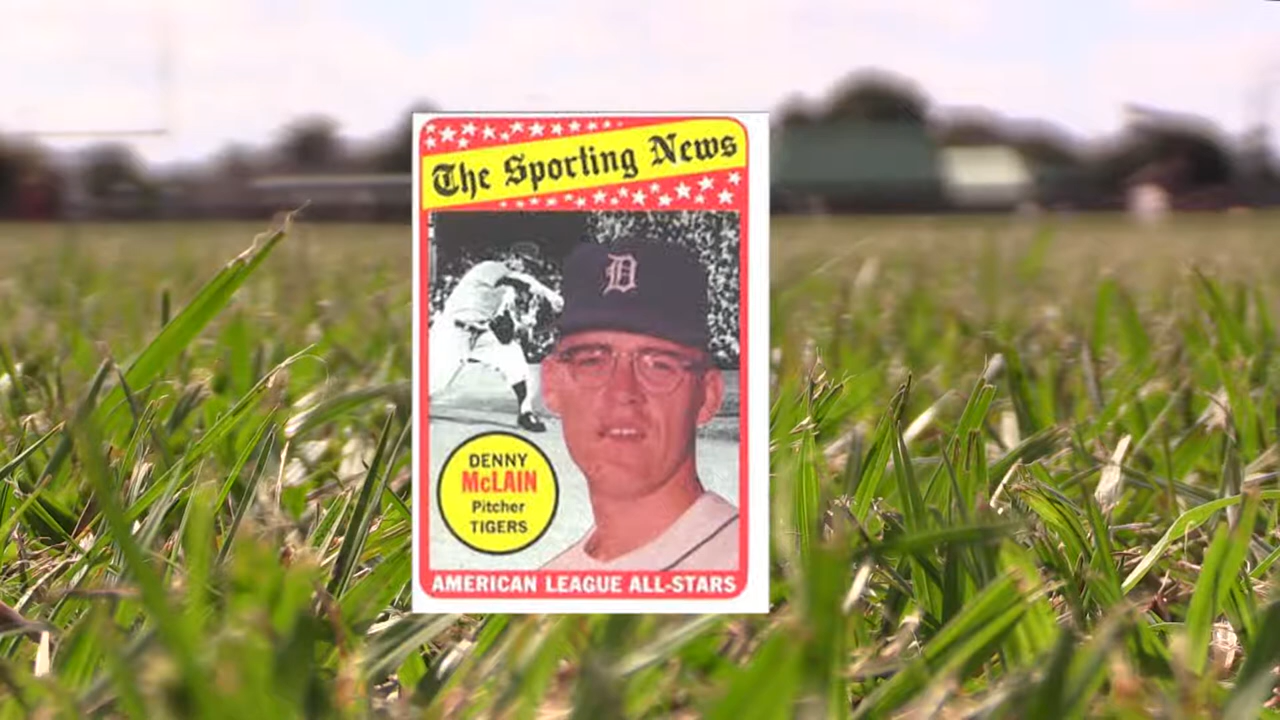 The Sporting News
D
DENNY
McLAIN
Pitcher
TIGERS
AMERICAN LEAGUE ALL-STARS